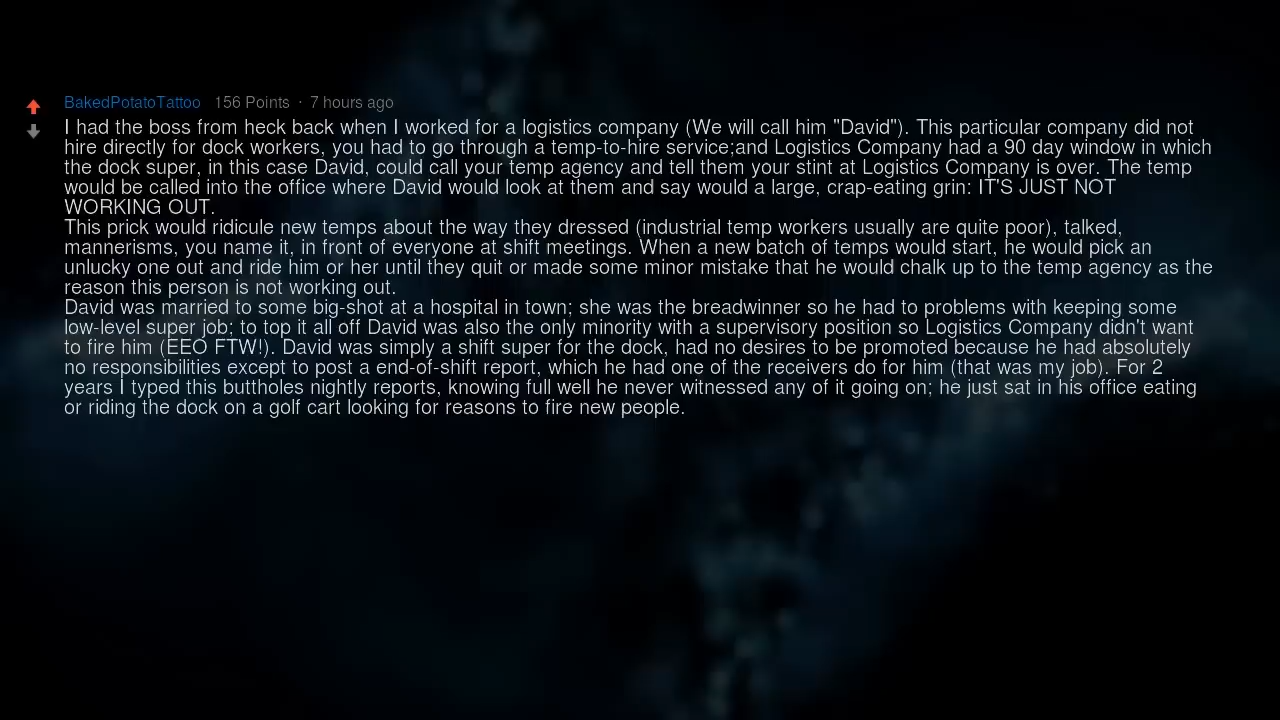 BakedPotatoTattoo 156 Points · 7 hours ago
I had the boss from heck back when I worked for a logistics company (We will call him "David"). This particular company did not
hire directly for dock workers, you had to go through a temp-to-hire service;and Logistics Company had a 90 day window in which
the dock super, in this case David, could call your temp agency and tell them your stint at Logistics Company is over. The temp
would be called into the office where David would look at them and say would a large, crap-eating grin: IT'S JUST NOT
WORKING OUT.
This prick would ridicule new temps about the way they dressed (industrial temp workers usually are quite poor), talked,
mannerisms, you name it, in front of everyone at shift meetings. When a new batch of temps would start, he would pick an
unlucky one out and ride him or her until they quit or made some minor mistake that he would chalk up to the temp agency as the
reason this person is not working out.
David was married to some big-shot at a hospital in town; she was the breadwinner so he had to problems with keeping some
low-level super job; to top it all off David was also the only minority with a supervisory position so Logistics Company didn't want
to fire him (EEO FTW!). David was simply a shift super for the dock, had no desires to be promoted because he had absolutely
no responsibilities except to post a end-of-shift report, which he had one of the receivers do for him (that was my job). For 2
years I typed this buttholes nightly reports, knowing full well he never witnessed any of it going on; he just sat in his office eating
or riding the dock on a golf cart looking for reasons to fire new people.